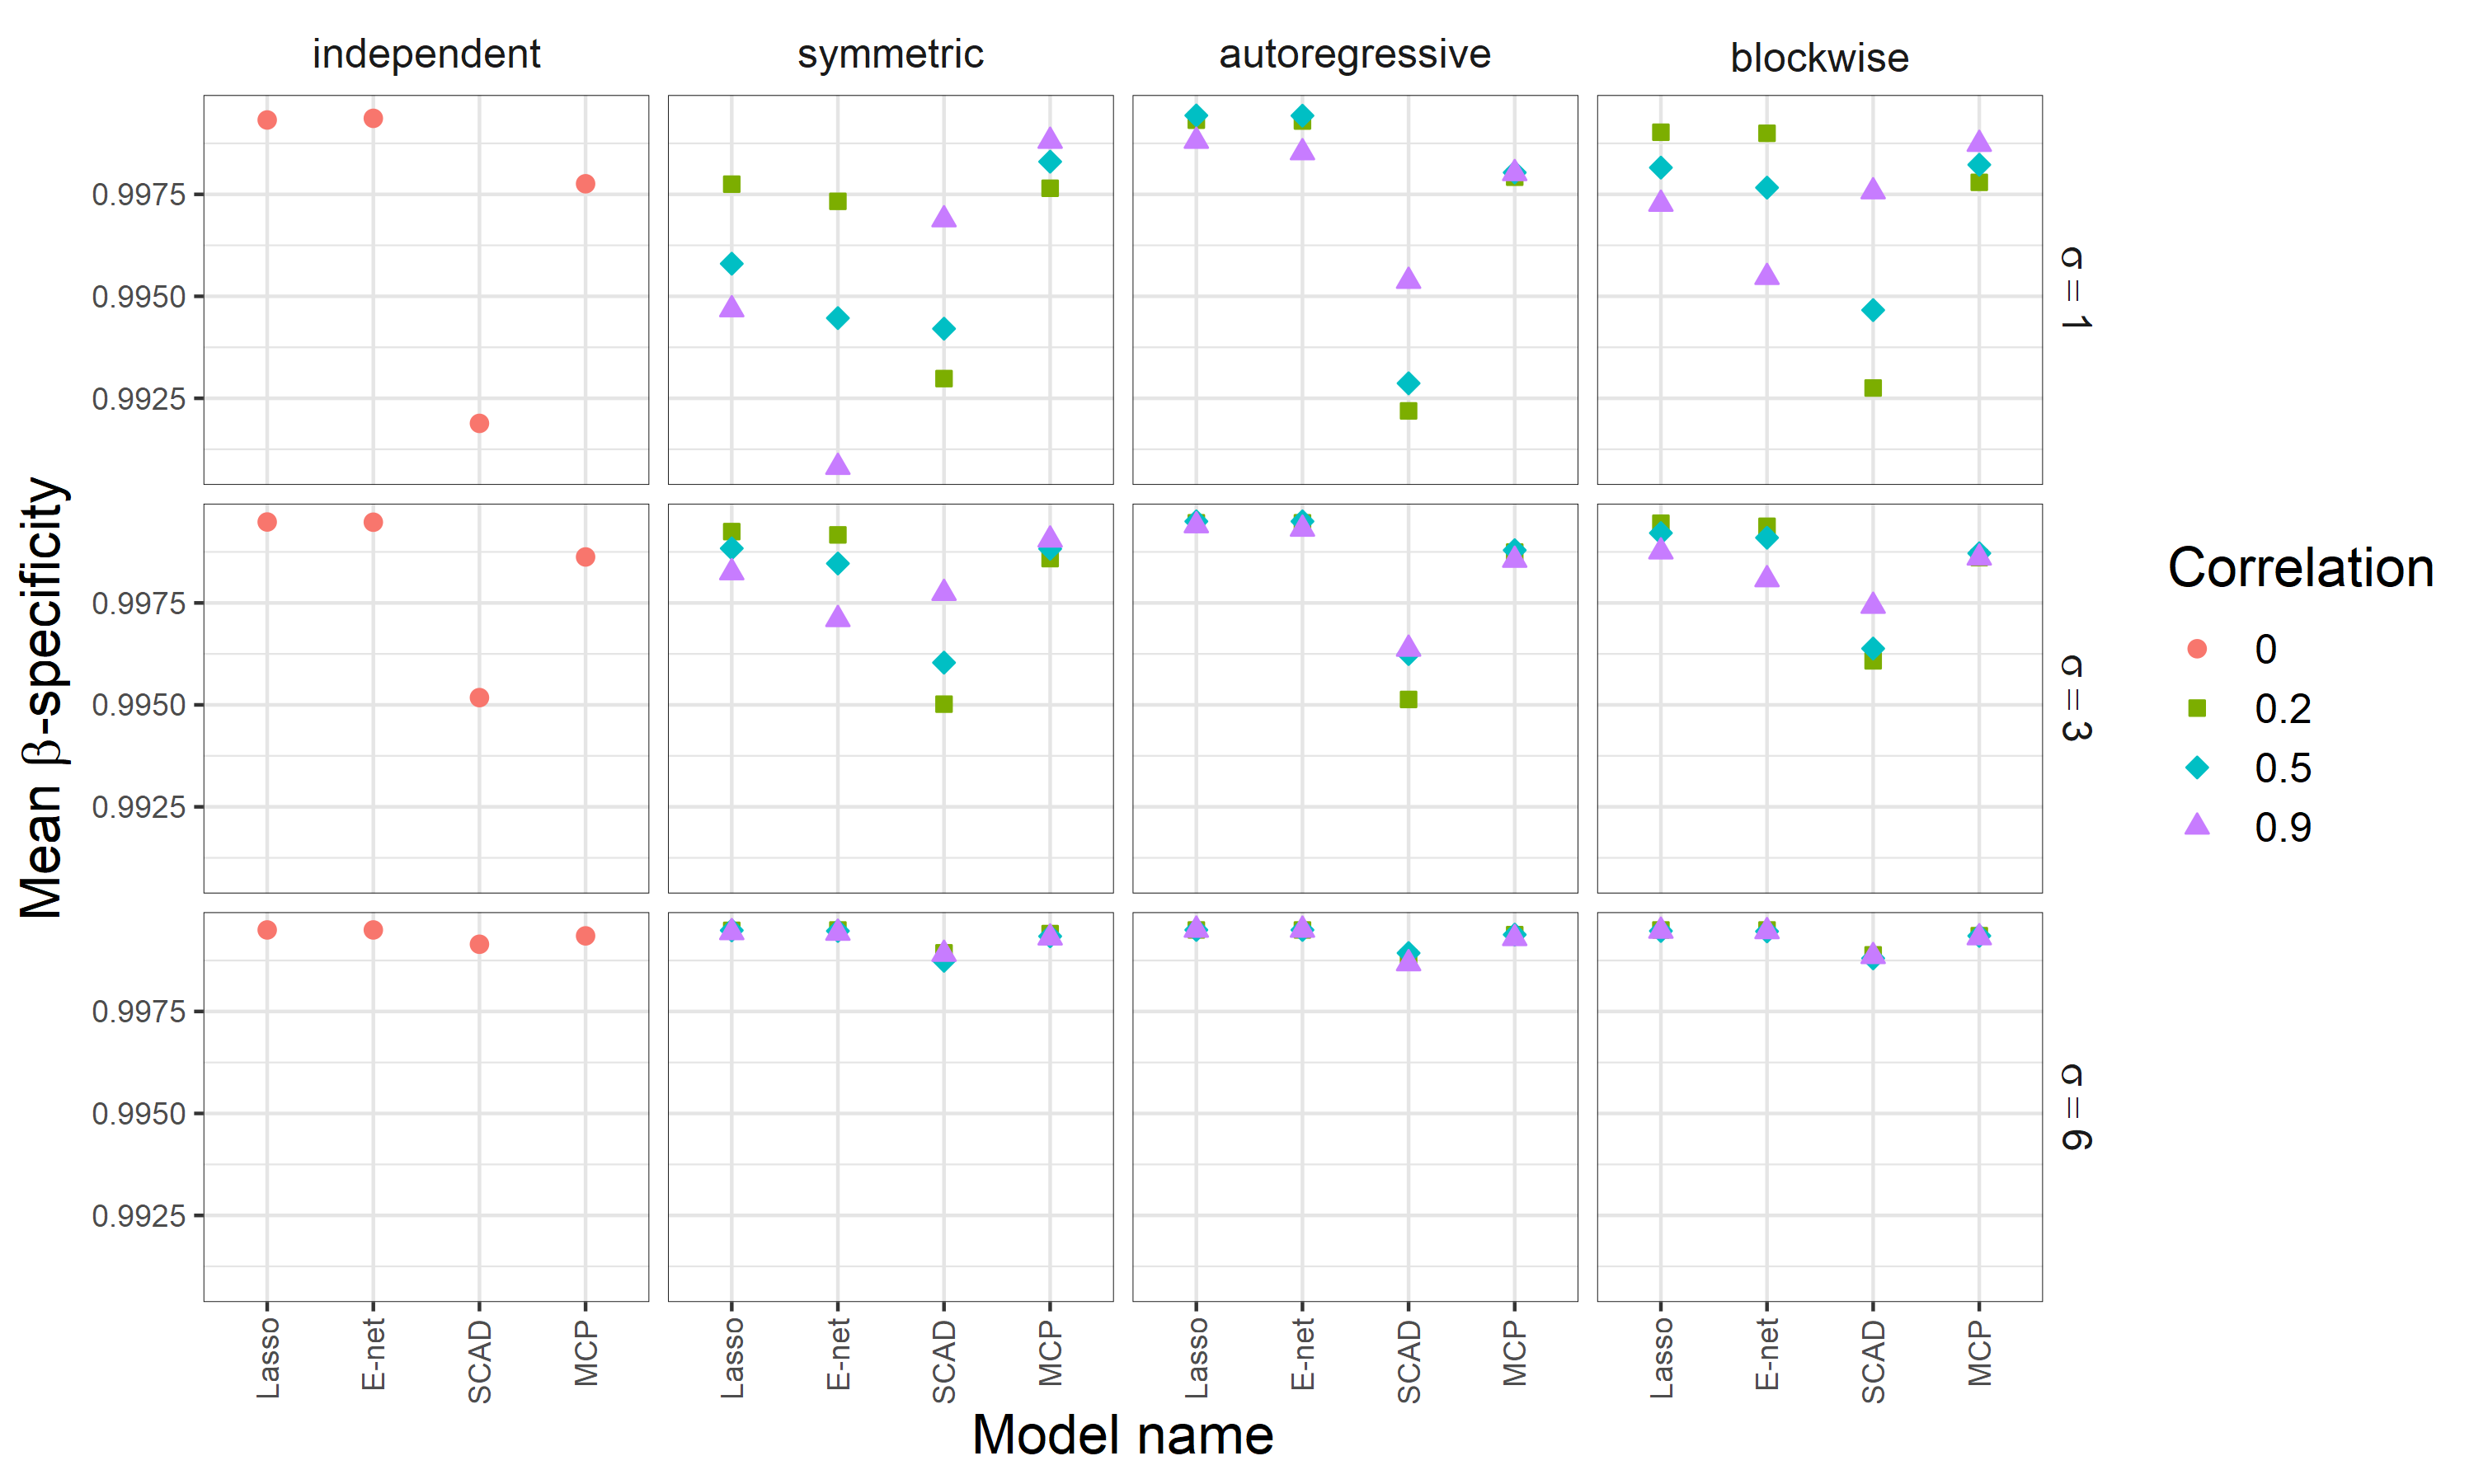 independent
symmetric
autoregressive
blockwise
0.9975
0.9950
0.9925
σ = 1
0.9975
0.9950
0.9925
σ = 3
0.9975
0.9950
0.9925
σ = 6
Mean β-specificity
Lasso
E-net
SCAD
MCP
Lasso
E-net
SCAD
MCP
Lasso
E-net
SCAD
MCP
Lasso
E-net
SCAD
MCP
Model name
Correlation
0
0.2
0.5
0.9